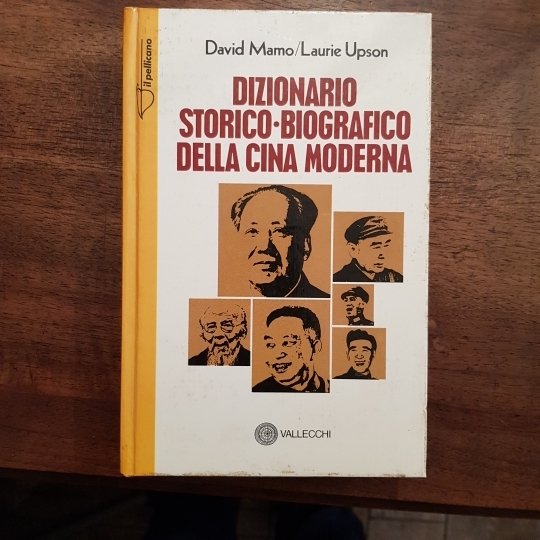 il pellicano
David Mamo/Laurie Upson
DIZIONARIO
STORICO·BIOGRAFICO
DELLA CINA MODERNA
VALLECCHI